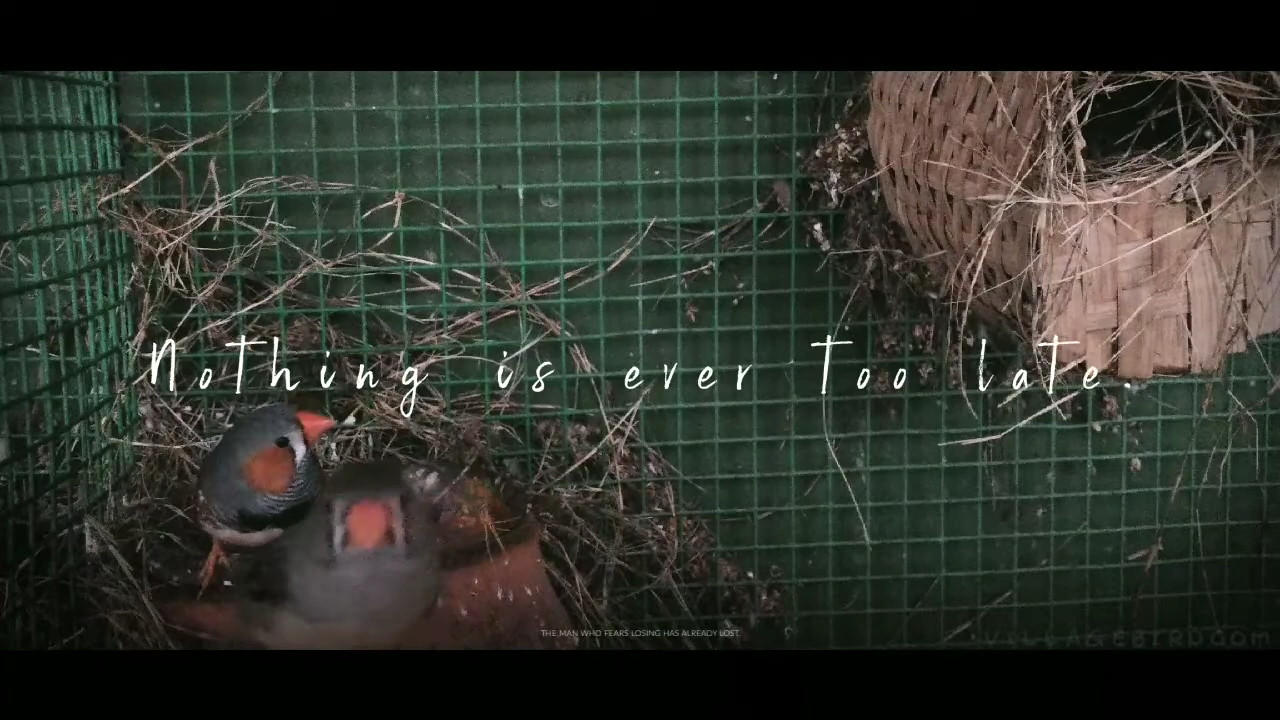 Nothing is ever too late.
THE MAN WHO FEARS LOSING HAS ALREADY LOST.